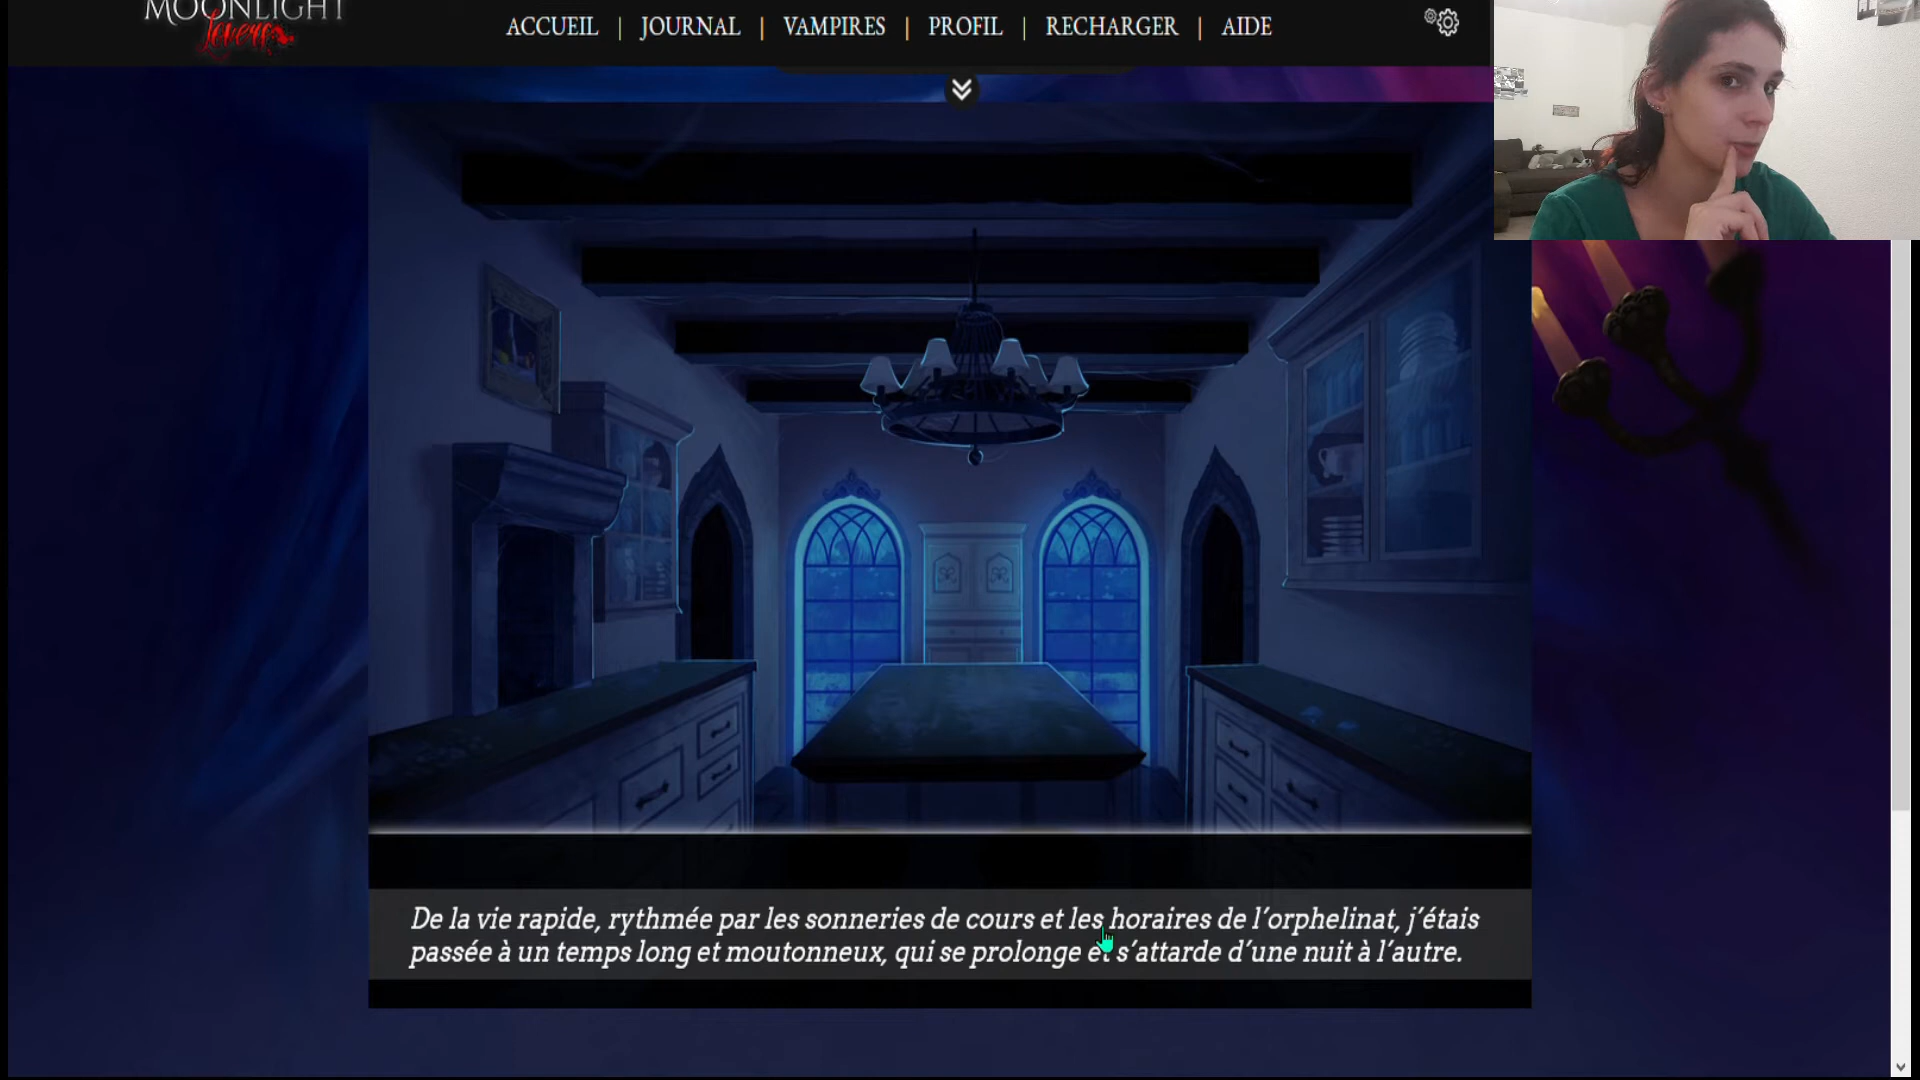 MOONLIGHT
Lovers
ACCUEIL | JOURNAL | VAMPIRES | PROFIL | RECHARGER | AIDE
De la vie rapide, rythmée par les sonneries de cours et les horaires de l’orphelinat, j’étais
passée à un temps long et moutonneux, qui se prolonge et s’attarde d’une nuit à l’autre.